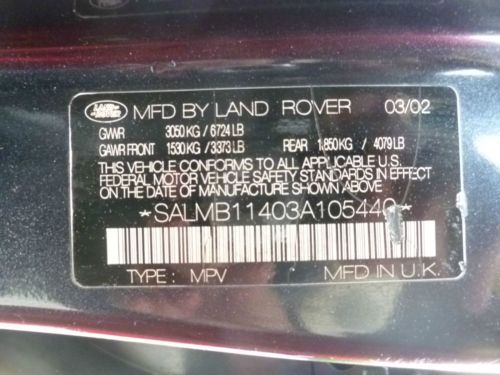 LAND ROVER MFD BY LAND ROVER 03/02
GVWR 3050 KG / 6724 LB
GAWR FRONT 1530 KG / 3373 LB REAR 1,850 KG / 4079 LB
THIS VEHICLE CONFORMS TO ALL APPLICABLE U.S.
FEDERAL MOTOR VEHICLE SAFETY STANDARDS IN EFFECT
ON THE DATE OF MANUFACTURE SHOWN ABOVE.
*SALMB11403A105440*
TYPE : MPV MFD IN U.K.